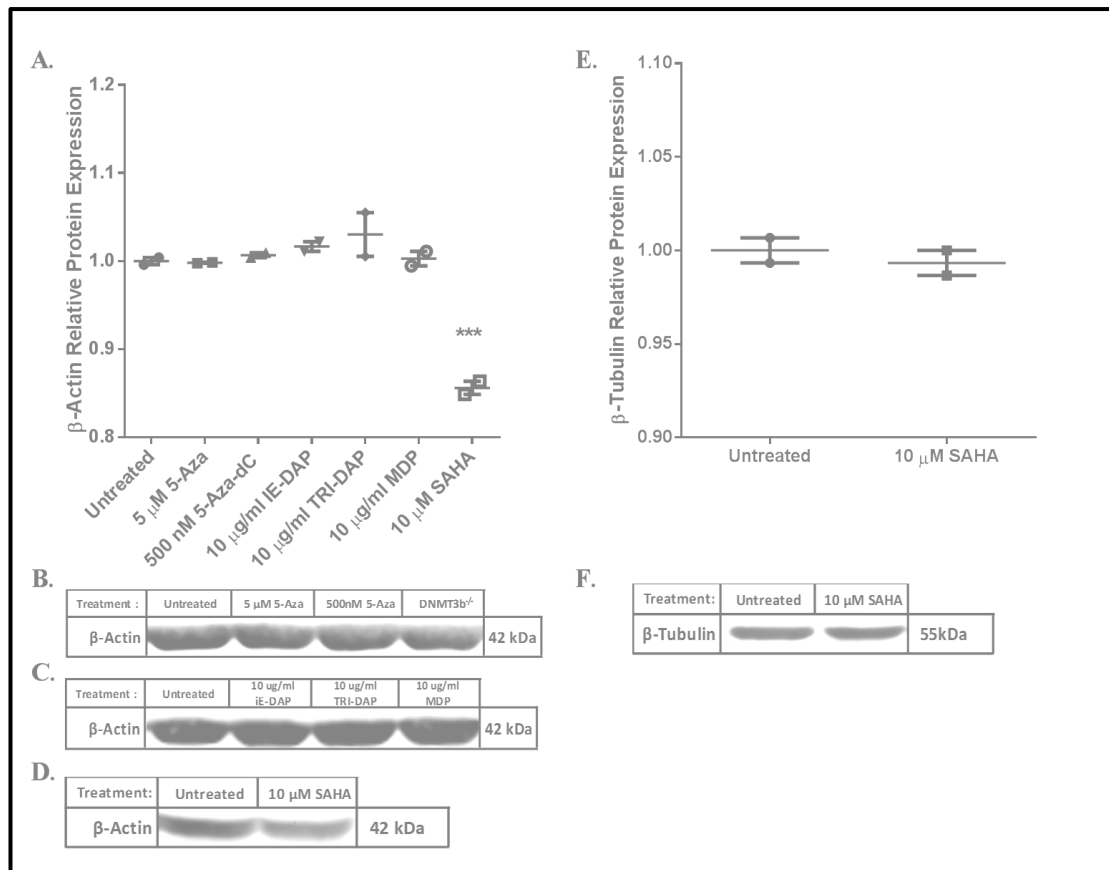 A.
β-Actin Relative Protein Expression
1.2
1.1
1.0
0.9
0.8
***
Untreated
5 μM 5-Aza
500 nM 5-Aza-dC
10 μg/ml IE-DAP
10 μg/ml TRI-DAP
10 μg/ml MDP
10 μM SAHA
E.
β-Tubulin Relative Protein Expression
1.10
1.05
1.00
0.95
0.90
Untreated
10 μM SAHA
B.
Treatment : Untreated 5 μM 5-Aza 500nM 5-Aza DNMT3b-/-
β-Actin 42 kDa
C.
Treatment : Untreated 10 ug/ml iE-DAP 10 ug/ml TRI-DAP 10 ug/ml MDP
β-Actin 42 kDa
D.
Treatment: Untreated 10 μM SAHA
β-Actin 42 kDa
F.
Treatment: Untreated 10 μM SAHA
β-Tubulin 55kDa